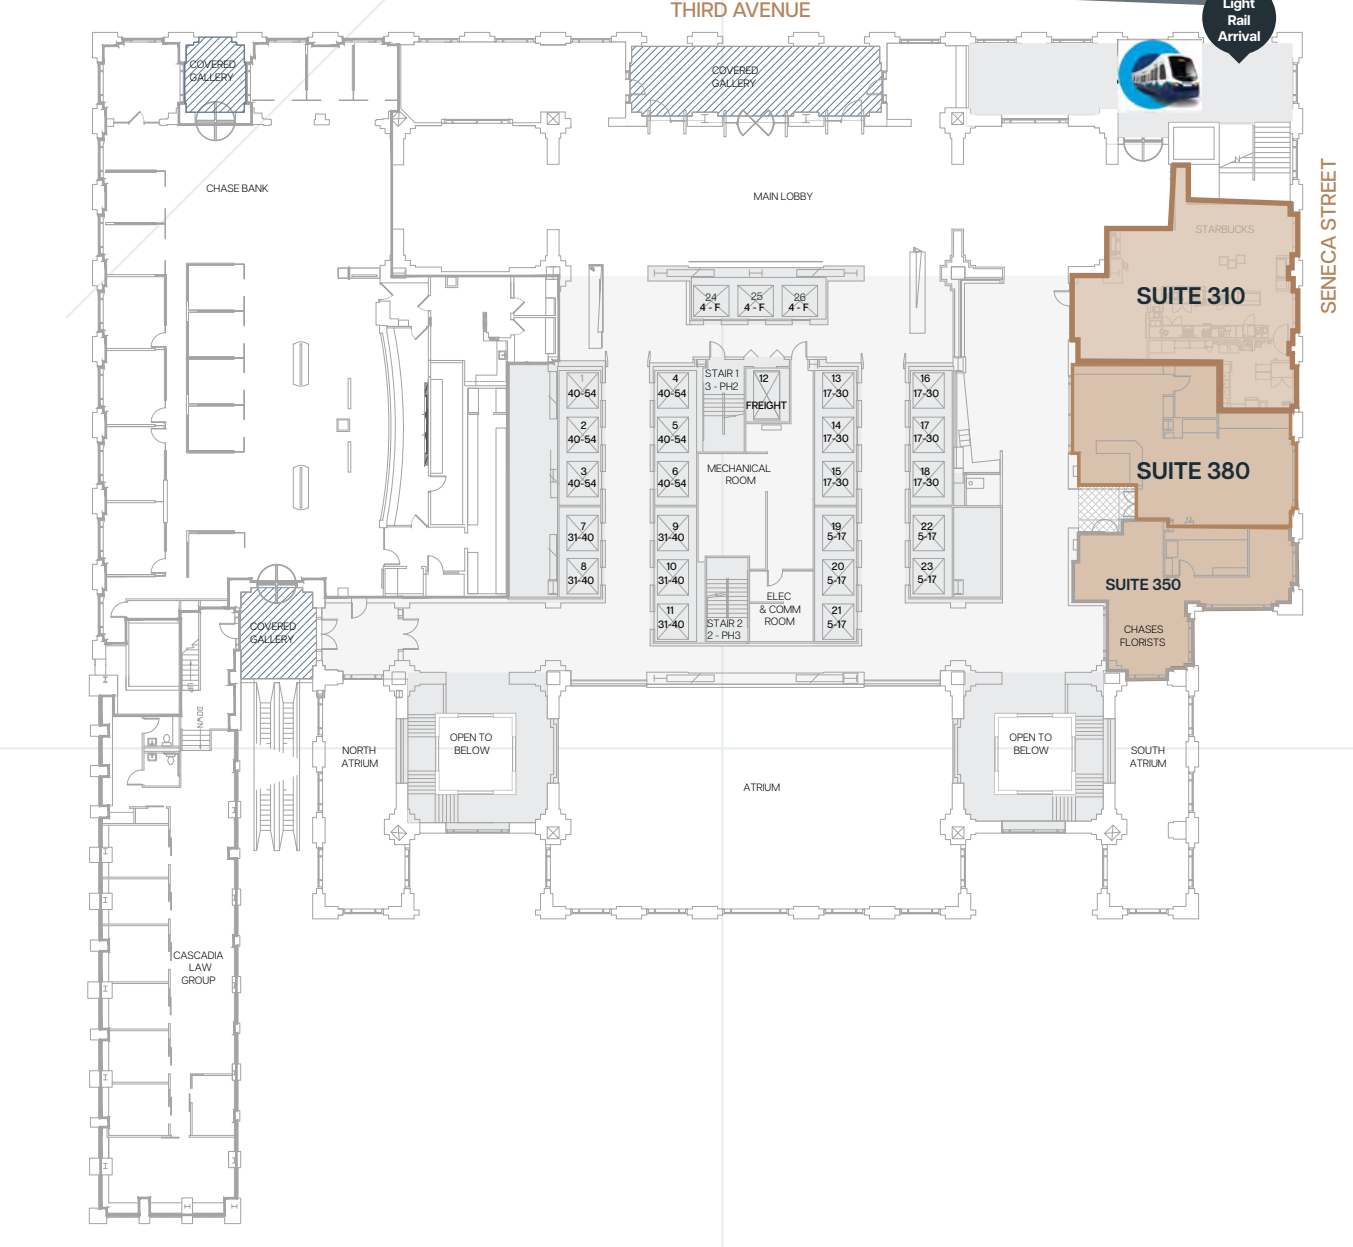 THIRD AVENUE
Light
Rail
Arrival
COVERED
GALLERY
COVERED
GALLERY
SENECA STREET
CHASE BANK
MAIN LOBBY
STARBUCKS
SUITE 310
24
4 - F
25
4 - F
26
4 - F
STAIR 1
3 - PH2
12
FREIGHT
1
40-54
4
40-54
13
17-30
16
17-30
2
40-54
5
40-54
14
17-30
17
17-30
3
40-54
6
40-54
MECHANICAL
ROOM
15
17-30
18
17-30
SUITE 380
7
31-40
9
31-40
19
5-17
22
5-17
8
31-40
10
31-40
20
5-17
23
5-17
ELEC
& COMM
ROOM
11
31-40
STAIR 2
2 - PH3
21
5-17
SUITE 350
CHASES
FLORISTS
COVERED
GALLERY
UP
DOWN
NORTH
ATRIUM
OPEN TO
BELOW
ATRIUM
OPEN TO
BELOW
SOUTH
ATRIUM
CASCADIA
LAW
GROUP